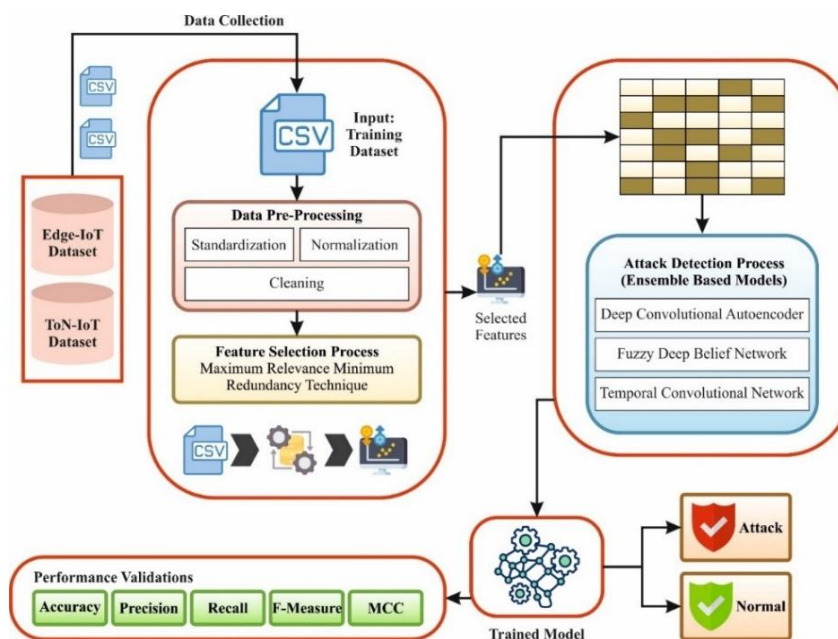 Data Collection
CSV
CSV
Edge-IoT
Dataset
ToN-IoT
Dataset
CSV
Input:
Training
Dataset
Data Pre-Processing
Standardization
Normalization
Cleaning
Feature Selection Process
Maximum Relevance Minimum
Redundancy Technique
CSV
Selected
Features
Attack Detection Process
(Ensemble Based Models)
Deep Convolutional Autoencoder
Fuzzy Deep Belief Network
Temporal Convolutional Network
Trained Model
Attack
Normal
Performance Validations
Accuracy
Precision
Recall
F-Measure
MCC